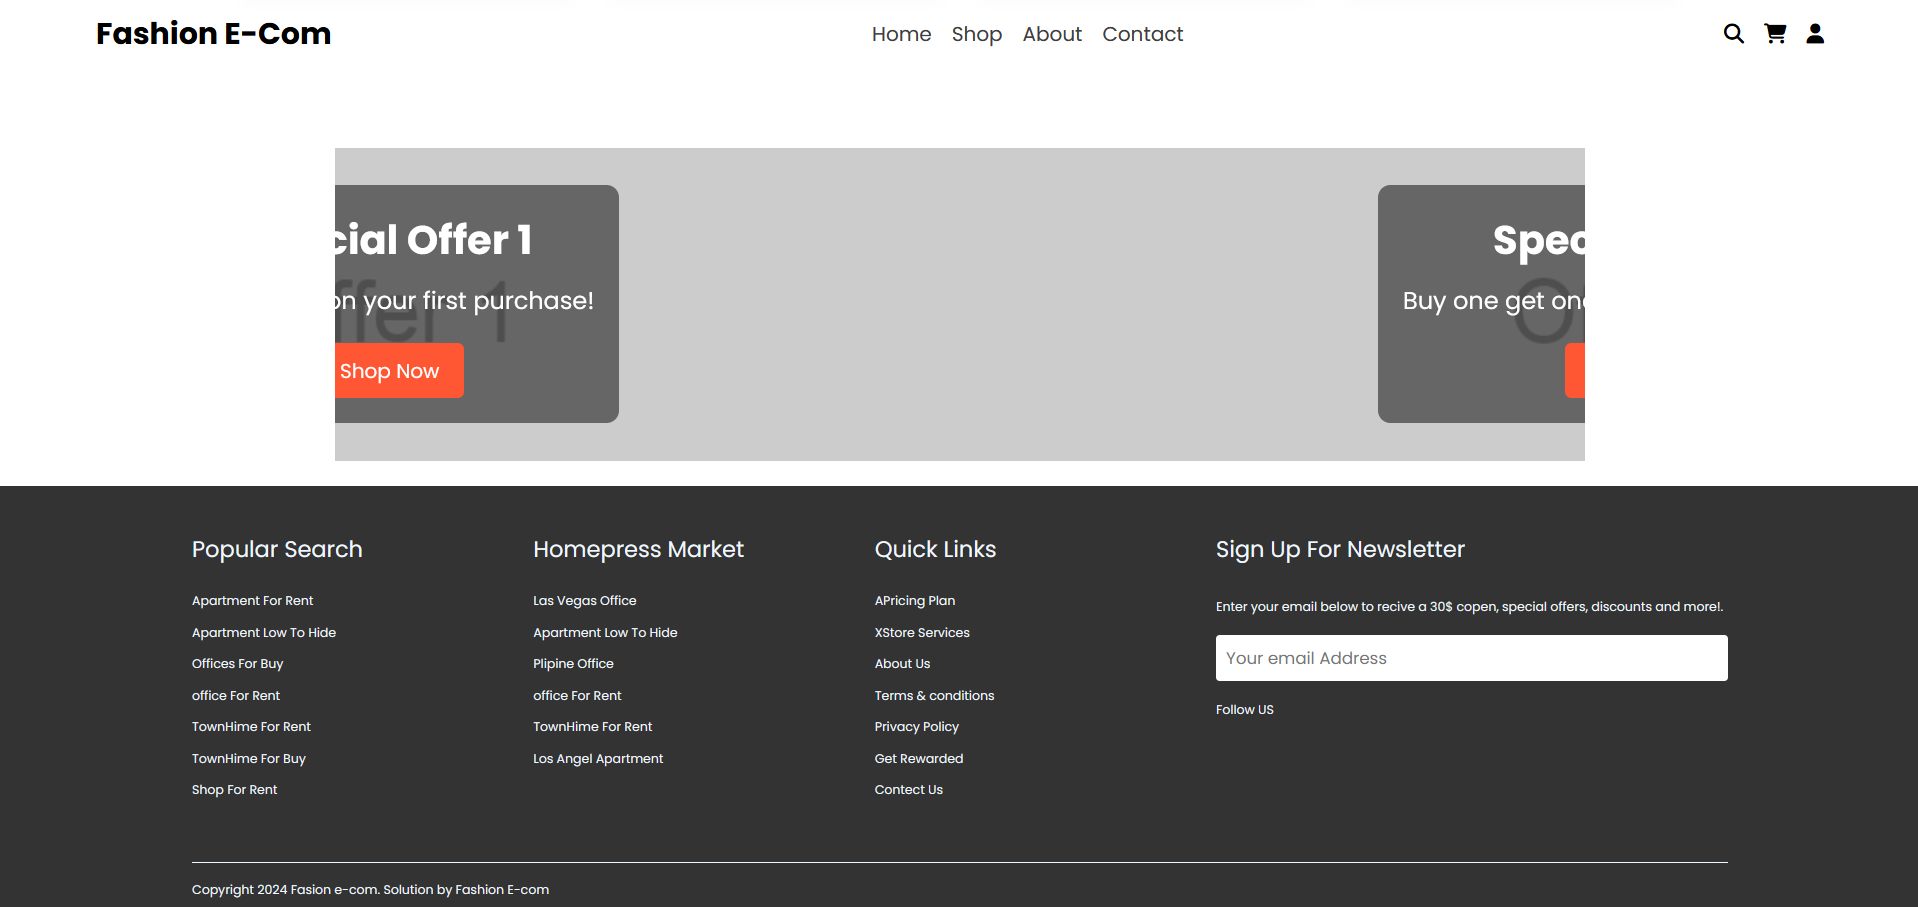 Fashion E-Com
Home Shop About Contact
cial Offer 1
on your first purchase!
ffer 1
Shop Now
Spec
Buy one get one
Of
Popular Search
Apartment For Rent
Apartment Low To Hide
Offices For Buy
office For Rent
TownHime For Rent
TownHime For Buy
Shop For Rent
Homepress Market
Las Vegas Office
Apartment Low To Hide
Plipine Office
office For Rent
TownHime For Rent
Los Angel Apartment
Quick Links
APricing Plan
XStore Services
About Us
Terms & conditions
Privacy Policy
Get Rewarded
Contect Us
Sign Up For Newsletter
Enter your email below to recive a 30$ copen, special offers, discounts and more!.
Your email Address
Follow US
Copyright 2024 Fasion e-com. Solution by Fashion E-com